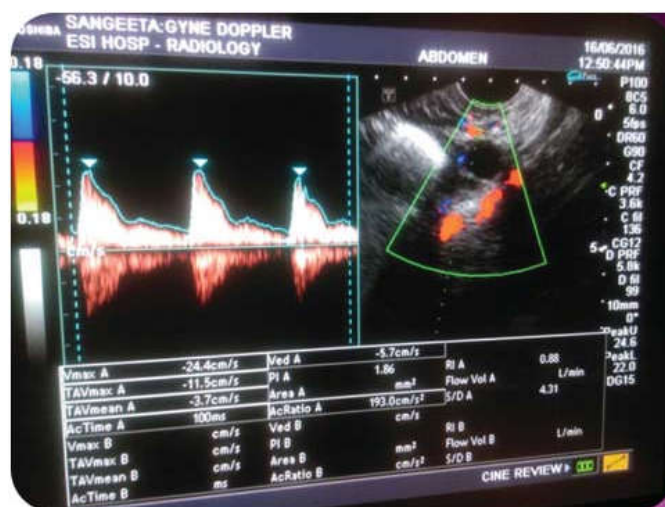 TOSHIBA SANGEETA:GYNE DOPPLER
ESI HOSP - RADIOLOGY
ABDOMEN
16/06/2016
12:50:44PM
0.18
-56.3 / 10.0
0.18
cm/s
T
0
5
P100
8C5
6.0
5fps
DR60
G90
CF
4.2
C PRF
3.6k
C 6I
136
CG12
D PRF
5.8k
D 6I
99
10mm
0°
PeakU
24.6
PeakL
22.0
DG15
Vmax A -24.4cm/s Ved A -5.7cm/s
TAVmax A -11.5cm/s PI A 1.86 RI A 0.88
TAVmean A -3.7cm/s Area A mm² Flow Vol A L/min
AcTime A 100ms AcRatio A 193.0cm/s² S/D A 4.31
Vmax B cm/s Ved B cm/s
TAVmax B cm/s PI B RI B
TAVmean B cm/s Area B mm² Flow Vol B L/min
AcTime B ms AcRatio B cm/s² S/D B
CINE REVIEW